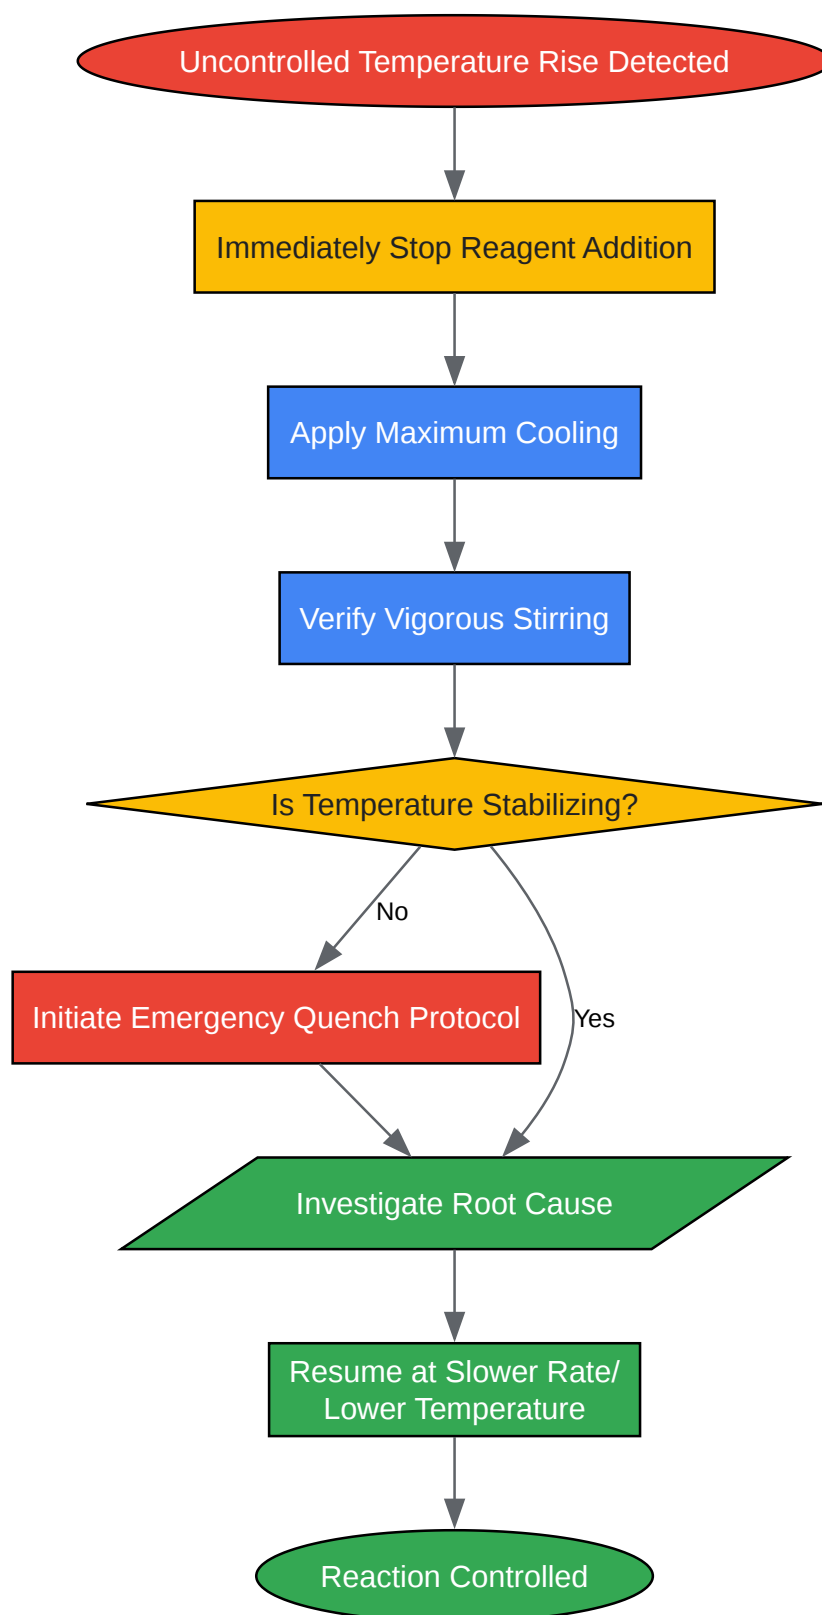 Uncontrolled Temperature Rise Detected
Immediately Stop Reagent Addition
Apply Maximum Cooling
Verify Vigorous Stirring
Is Temperature Stabilizing?
No
Initiate Emergency Quench Protocol
Yes
Investigate Root Cause
Resume at Slower Rate/
Lower Temperature
Reaction Controlled